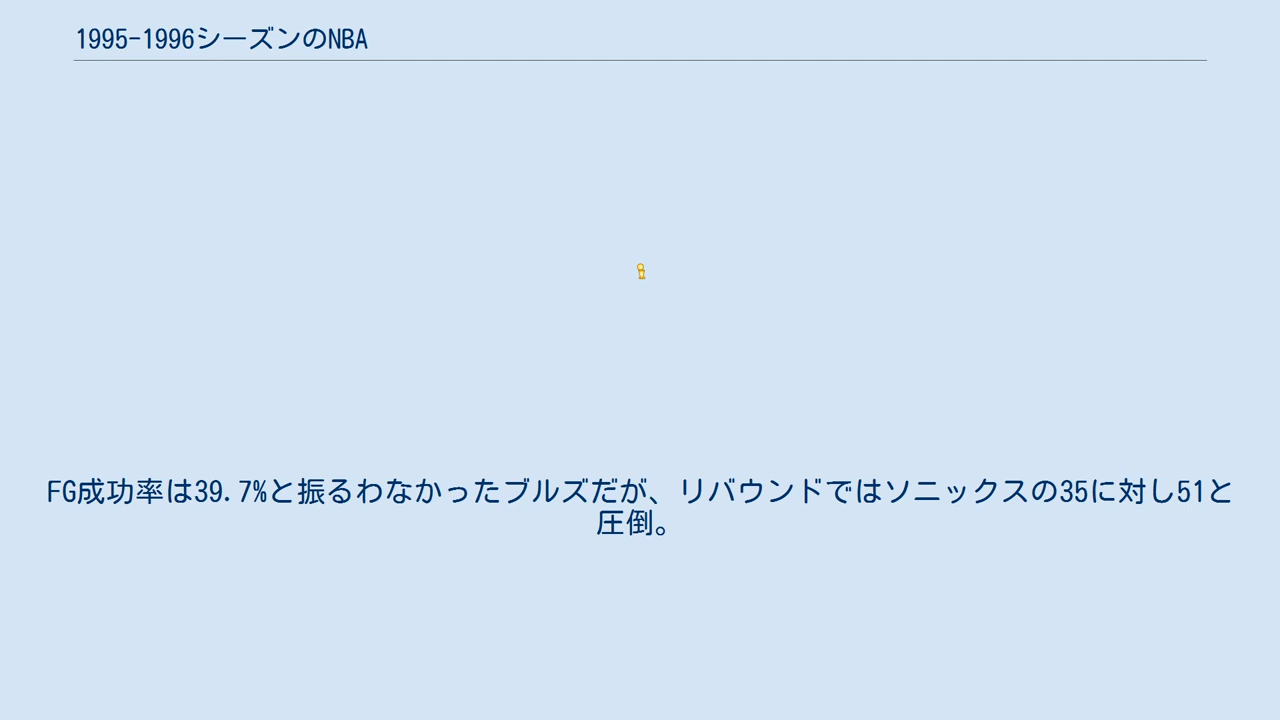 1995-1996シーズンのNBA
FG成功率は39.7%と振るわなかったブルズだが、リバウンドではソニックスの35に対し51と
圧倒。